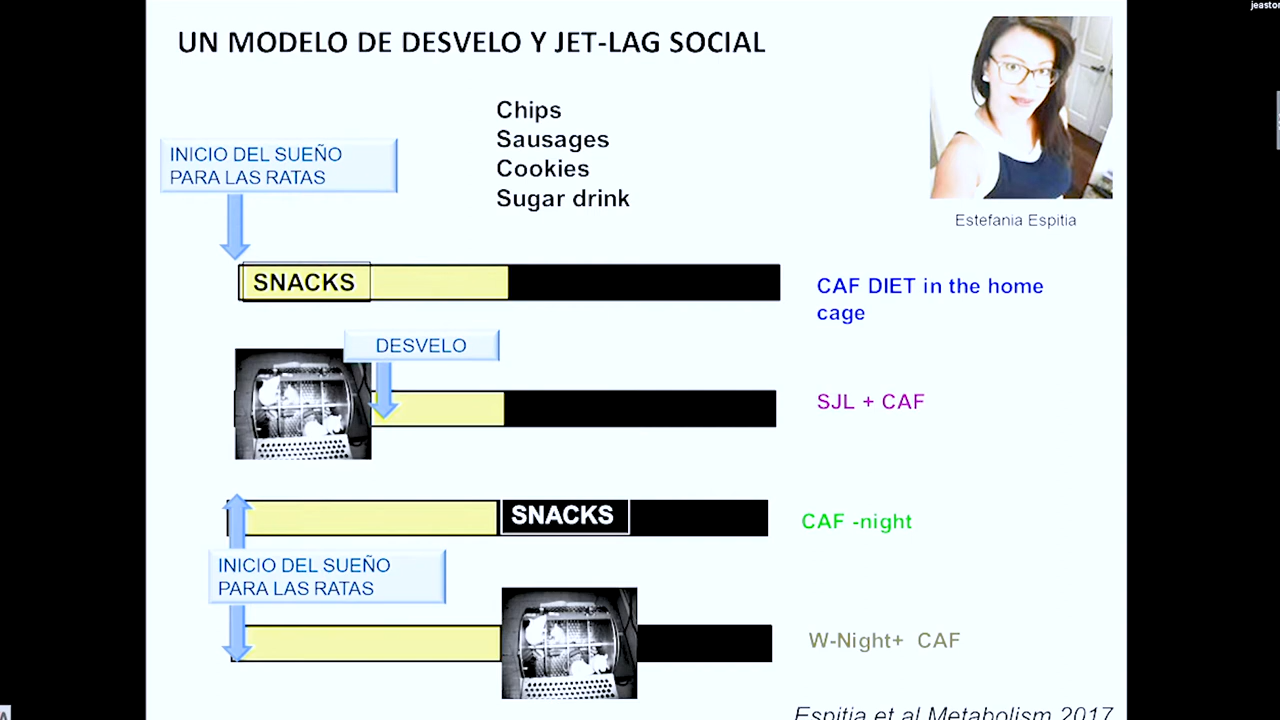 jeasto
UN MODELO DE DESVELO Y JET-LAG SOCIAL
Chips
Sausages
Cookies
Sugar drink
INICIO DEL SUEÑO
PARA LAS RATAS
Estefania Espitia
SNACKS
CAF DIET in the home
cage
DESVELO
SJL + CAF
SNACKS
CAF -night
INICIO DEL SUEÑO
PARA LAS RATAS
W-Night+ CAF
Espitia et al Metabolism 2017